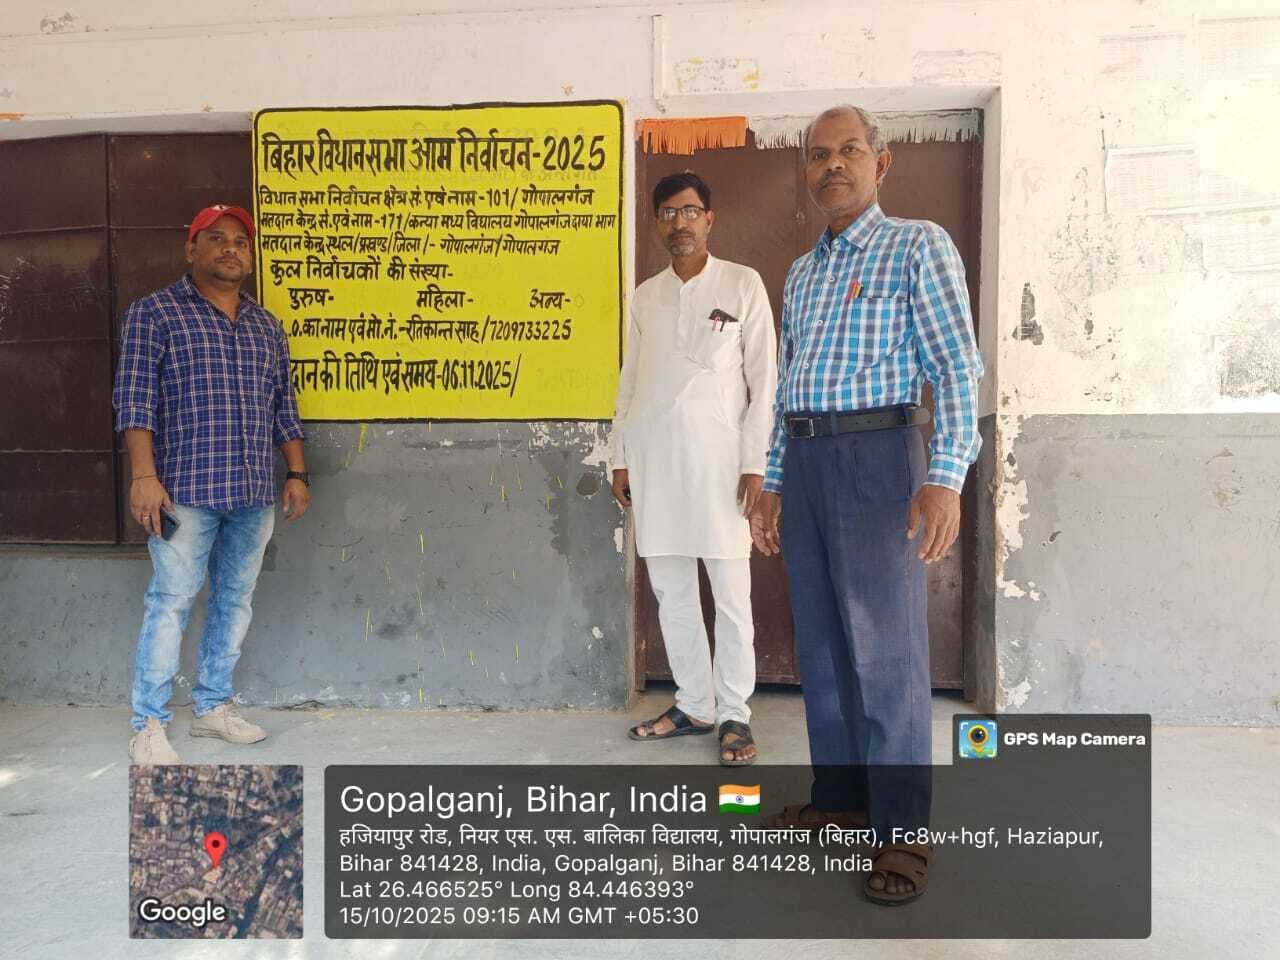 बिहार विधानसभा आम निर्वाचन-2025
विधान सभा निर्वाचन क्षेत्र सं एवं नाम -101/ गोपालगंज
मतदान केन्द्र सं.एवं नाम-171/कन्या मध्य विद्यालय गोपालगंज दाया भाग
मतदान केन्द्र स्थल/प्रखण्ड/जिला/- गोपालगंज/गोपालगंज
कुल निर्वाचकों की संख्या-
पुरुष- महिला- अन्य-0
.O.का नाम एवं मो.नं.-रतिकान्त साह/7209733225
दान की तिथि एवं समय-06.11.2025/
GPS Map Camera
Gopalganj, Bihar, India
हजियापुर रोड, नियर एस. एस. बालिका विद्यालय, गोपालगंज (बिहार), Fc8w+hgf, Haziapur,
Bihar 841428, India, Gopalganj, Bihar 841428, India
Lat 26.466525° Long 84.446393°
15/10/2025 09:15 AM GMT +05:30
Google